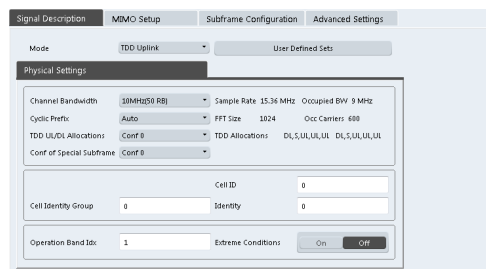 Signal Description MIMO Setup Subframe Configuration Advanced Settings
Mode TDD Uplink User Defined Sets
Physical Settings
Channel Bandwidth 10MHz(50 RB) Sample Rate 15.36 MHz Occupied BW 9 MHz
Cyclic Prefix Auto FFT Size 1024 Occ Carriers 600
TDD UL/DL Allocations Conf 0 TDD Allocations DL,S,UL,UL,UL DL,S,UL,UL,UL
Conf of Special Subframe Conf 0
Cell ID 0
Cell Identity Group 0 Identity 0
Operation Band Idx 1 Extreme Conditions On Off